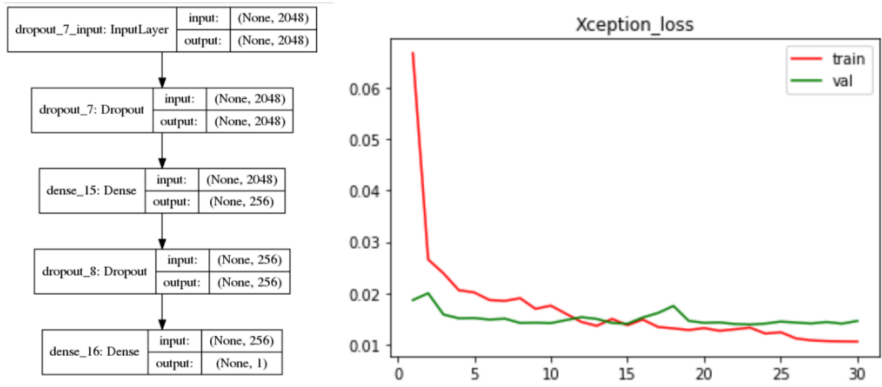 dropout_7_input: InputLayer input: (None, 2048)
output: (None, 2048)
dropout_7: Dropout input: (None, 2048)
output: (None, 2048)
dense_15: Dense input: (None, 2048)
output: (None, 256)
dropout_8: Dropout input: (None, 256)
output: (None, 256)
dense_16: Dense input: (None, 256)
output: (None, 1)
Xception_loss
train
val
0.06
0.05
0.04
0.03
0.02
0.01
0 5 10 15 20 25 30